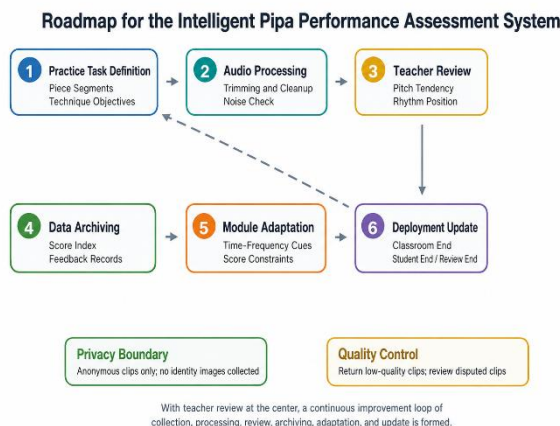 Roadmap for the Intelligent Pipa Performance Assessment System
1
Practice Task Definition
Piece Segments
Technique Objectives
2
Audio Processing
Trimming and Cleanup
Noise Check
3
Teacher Review
Pitch Tendency
Rhythm Position
4
Data Archiving
Score Index
Feedback Records
5
Module Adaptation
Time-Frequency Cues
Score Constraints
6
Deployment Update
Classroom End
Student End / Review End
Privacy Boundary
Anonymous clips only; no identity images collected
Quality Control
Return low-quality clips; review disputed clips
With teacher review at the center, a continuous improvement loop of
collection, processing, review, archiving, adaptation, and update is formed.